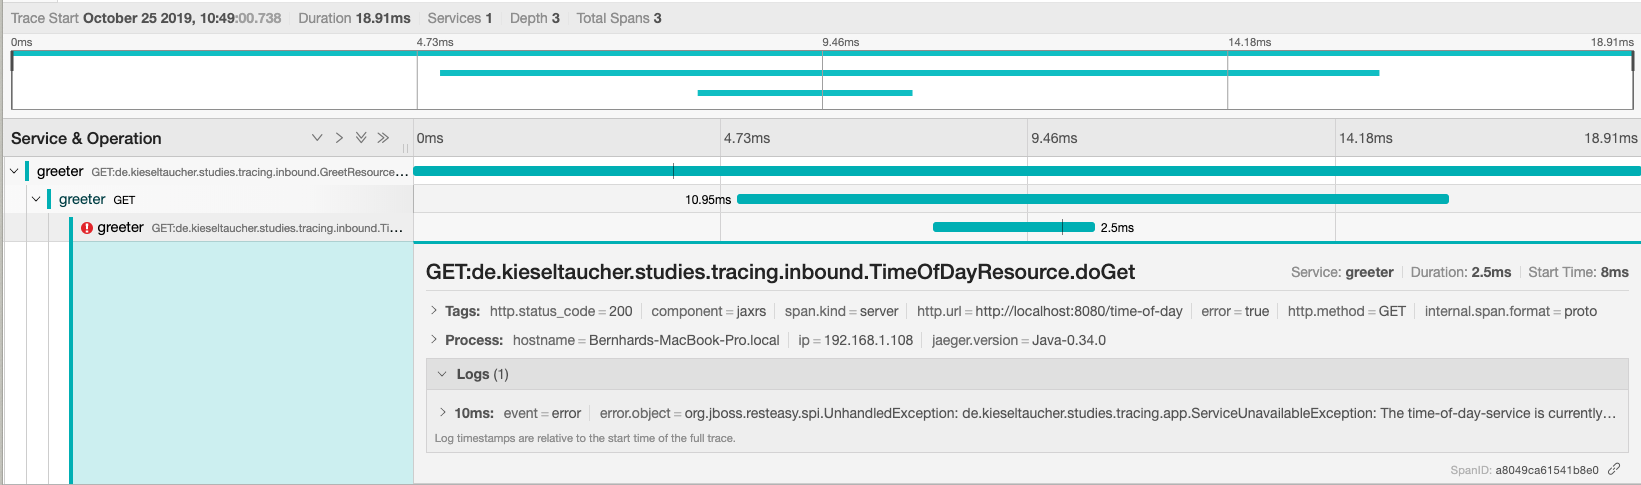 Trace Start October 25 2019, 10:49:00.738 Duration 18.91ms Services 1 Depth 3 Total Spans 3
0ms 4.73ms 9.46ms 14.18ms 18.91ms
Service & Operation 0ms 4.73ms 9.46ms 14.18ms 18.91ms
greeter GET:de.kieseltaucher.studies.tracing.inbound.GreetResource...
greeter GET 10.95ms
greeter GET:de.kieseltaucher.studies.tracing.inbound.Ti... 2.5ms
GET:de.kieseltaucher.studies.tracing.inbound.TimeOfDayResource.doGet Service: greeter Duration: 2.5ms Start Time: 8ms
Tags: http.status_code = 200 component = jaxrs span.kind = server http.url = http://localhost:8080/time-of-day error = true http.method = GET internal.span.format = proto
Process: hostname = Bernhards-MacBook-Pro.local ip = 192.168.1.108 jaeger.version = Java-0.34.0
Logs (1)
10ms: event = error error.object = org.jboss.resteasy.spi.UnhandledException: de.kieseltaucher.studies.tracing.app.ServiceUnavailableException: The time-of-day-service is currently...
Log timestamps are relative to the start time of the full trace.
SpanID: a8049ca61541b8e0